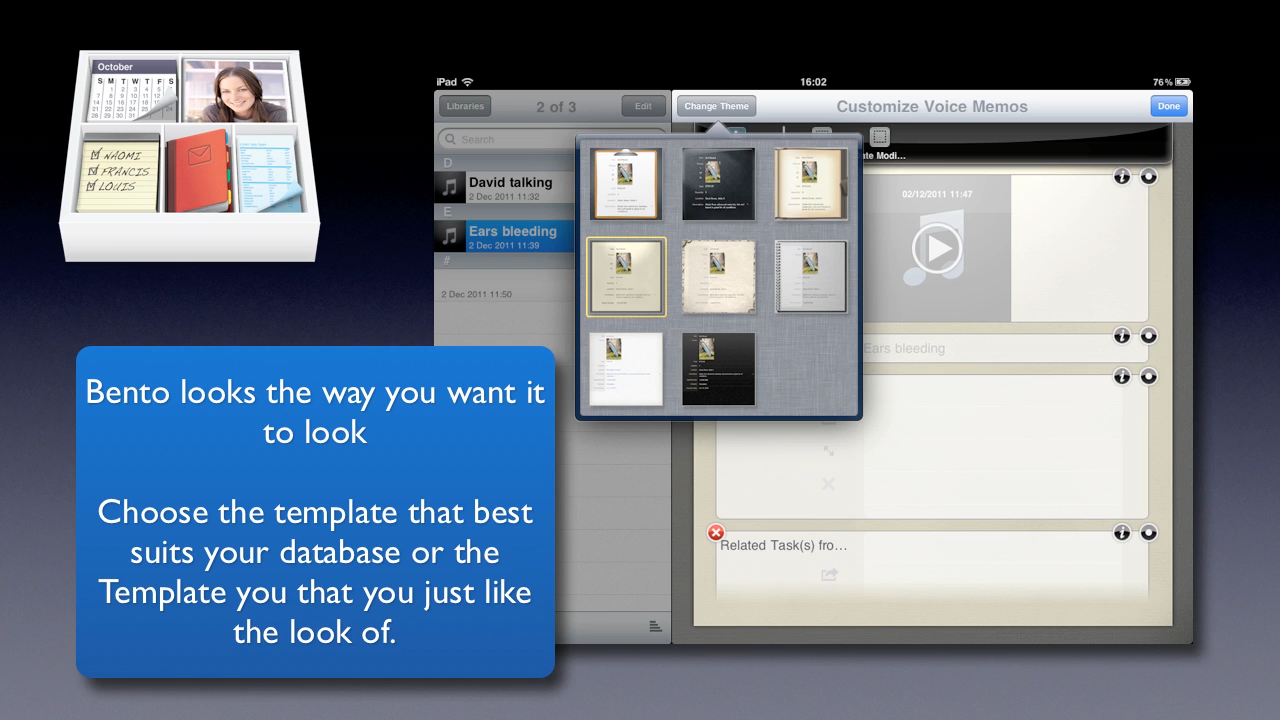 October
S M T W T F S
NAOMI
FRANCIS
LOUIS
iPad 16:02 76%
Libraries 2 of 3 Edit Change Theme Customize Voice Memos Done
Search
D
David talking
2 Dec 2011 11:32
E
Ears bleeding
2 Dec 2011 11:39
#
2 Dec 2011 11:50
te Modi...
02/12/2011 11:47
Ears bleeding
Related Task(s) fro...
Bento looks the way you want it
to look
Choose the template that best
suits your database or the
Template you that you just like
the look of.